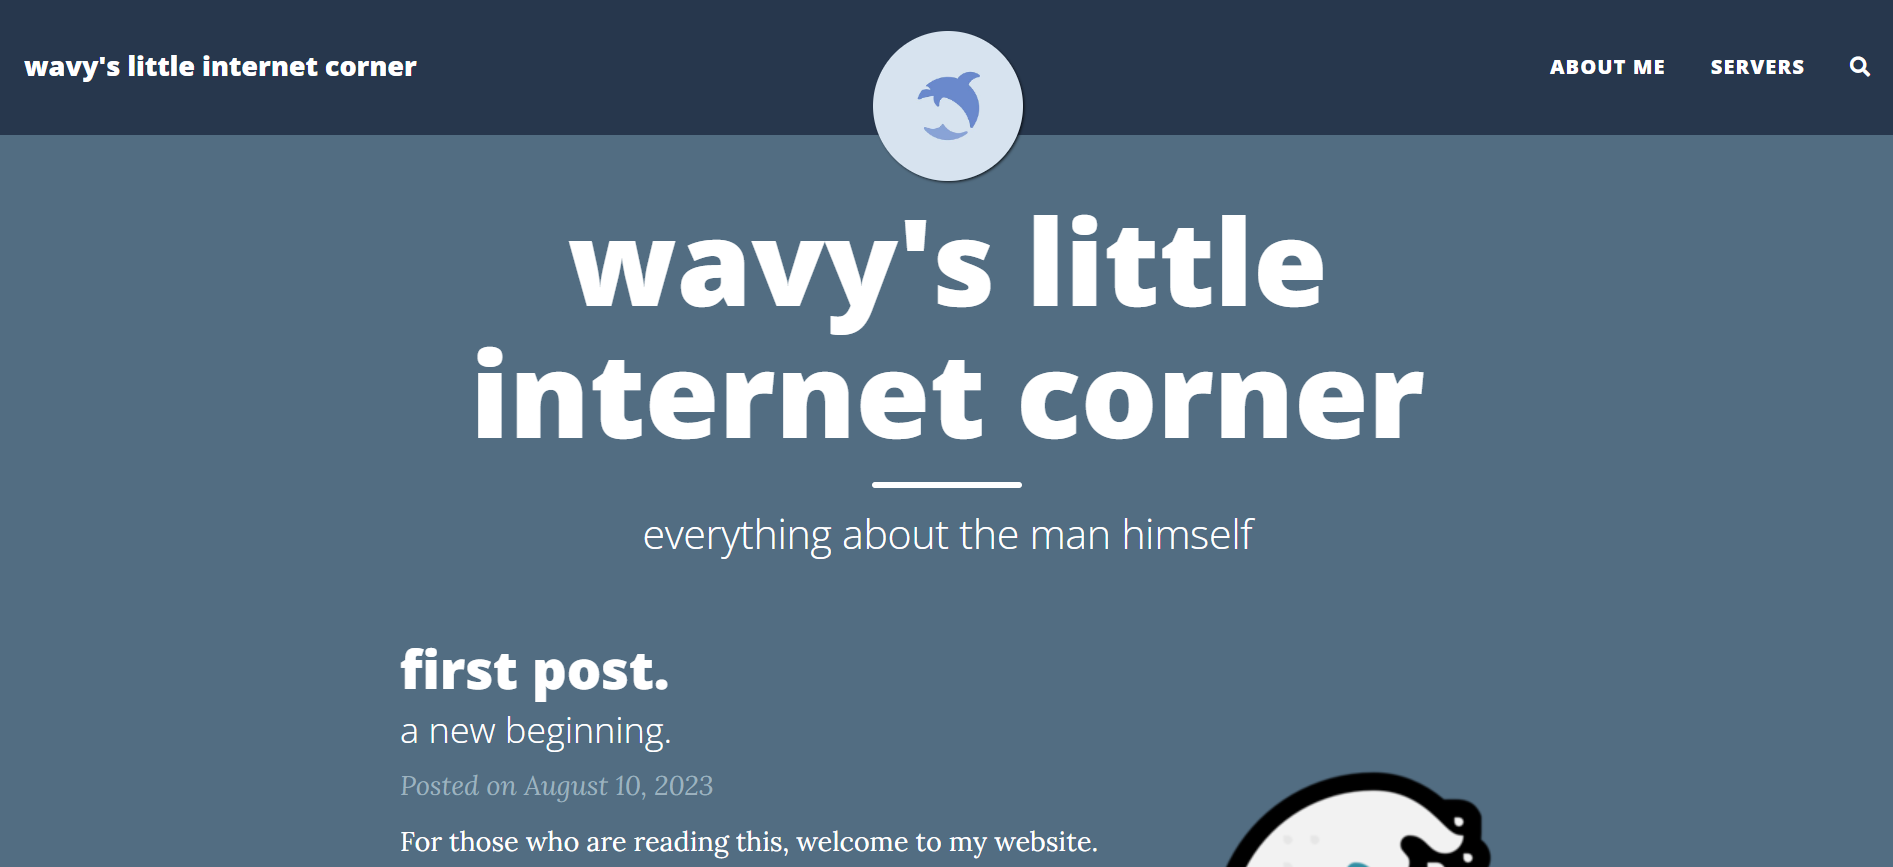 wavy's little internet corner
ABOUT ME
SERVERS
wavy's little
internet corner
everything about the man himself
first post.
a new beginning.
Posted on August 10, 2023
For those who are reading this, welcome to my website.